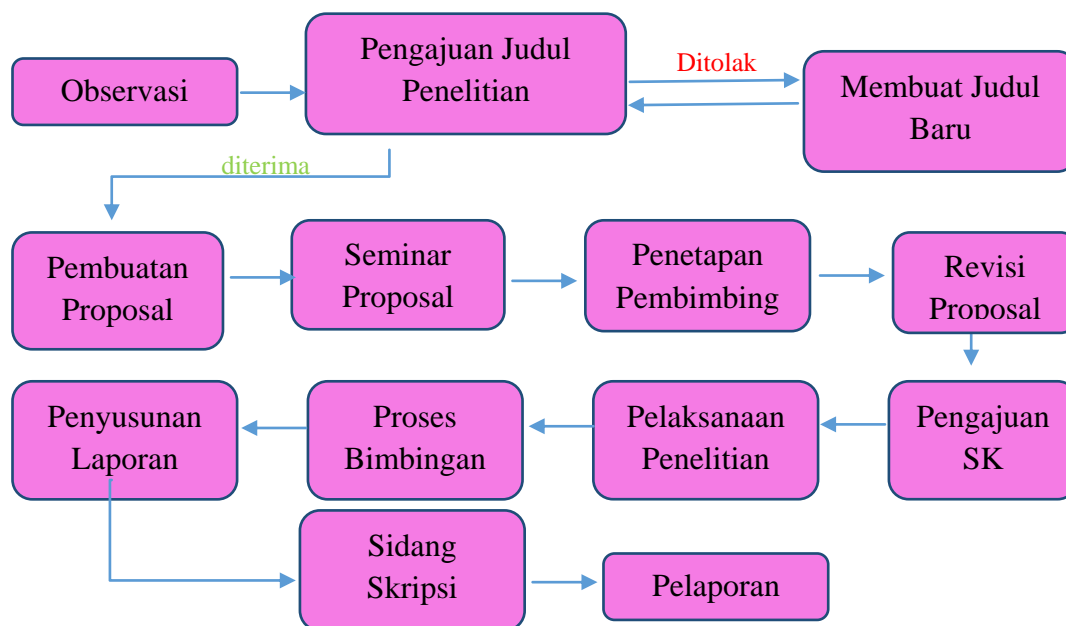 Observasi
Pengajuan Judul
Penelitian
Ditolak
Membuat Judul
Baru
diterima
Pembuatan
Proposal
Seminar
Proposal
Penetapan
Pembimbing
Revisi
Proposal
Pengajuan
SK
Pelaksanaan
Penelitian
Proses
Bimbingan
Penyusunan
Laporan
Sidang
Skripsi
Pelaporan